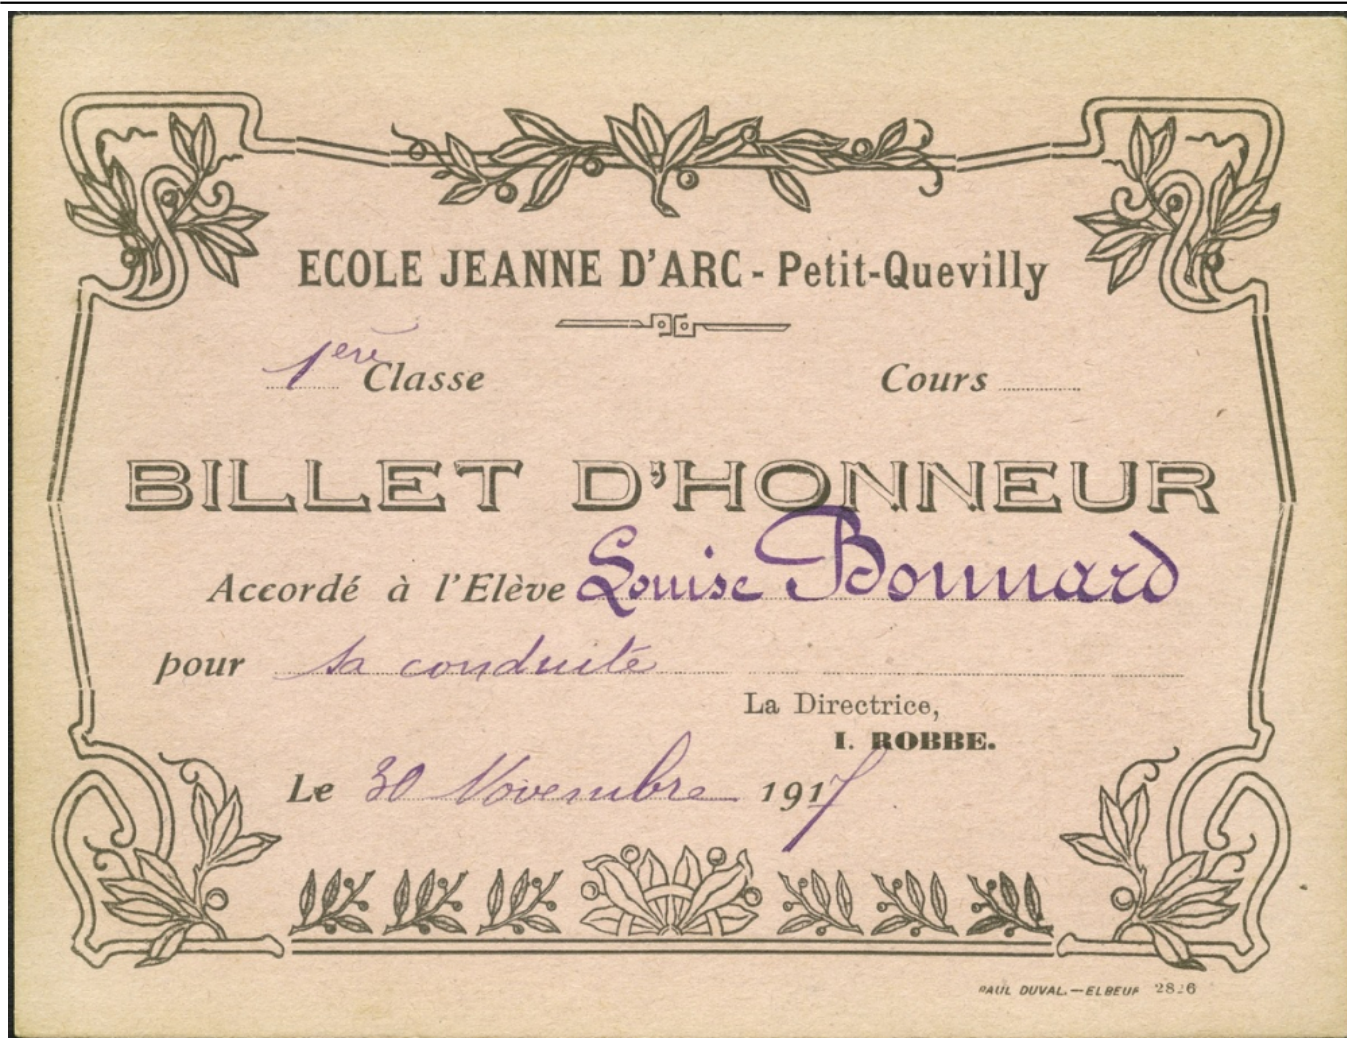 ECOLE JEANNE D'ARC - Petit-Quevilly
1ère Classe Cours
BILLET D'HONNEUR
Accordé à l'Elève Louise Bonnard
pour sa conduite
La Directrice,
I. ROBBE.
Le 30 Novembre 1917
PAUL DUVAL.—ELBEUF